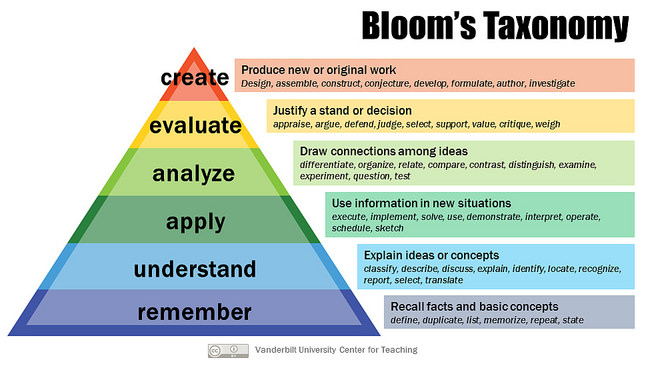 Bloom's Taxonomy
create
Produce new or original work
Design, assemble, construct, conjecture, develop, formulate, author, investigate
evaluate
Justify a stand or decision
appraise, argue, defend, judge, select, support, value, critique, weigh
analyze
Draw connections among ideas
differentiate, organize, relate, compare, contrast, distinguish, examine,
experiment, question, test
apply
Use information in new situations
execute, implement, solve, use, demonstrate, interpret, operate,
schedule, sketch
understand
Explain ideas or concepts
classify, describe, discuss, explain, identify, locate, recognize,
report, select, translate
remember
Recall facts and basic concepts
define, duplicate, list, memorize, repeat, state
cc
Vanderbilt University Center for Teaching